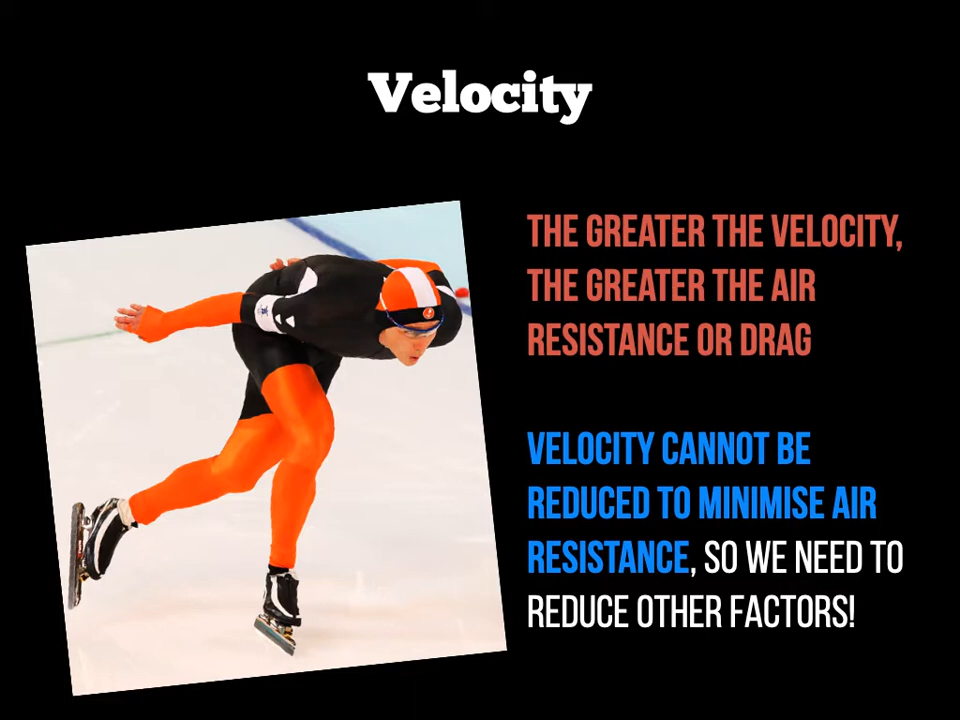 Velocity
THE GREATER THE VELOCITY,
THE GREATER THE AIR
RESISTANCE OR DRAG
VELOCITY CANNOT BE
REDUCED TO MINIMISE AIR
RESISTANCE, SO WE NEED TO
REDUCE OTHER FACTORS!